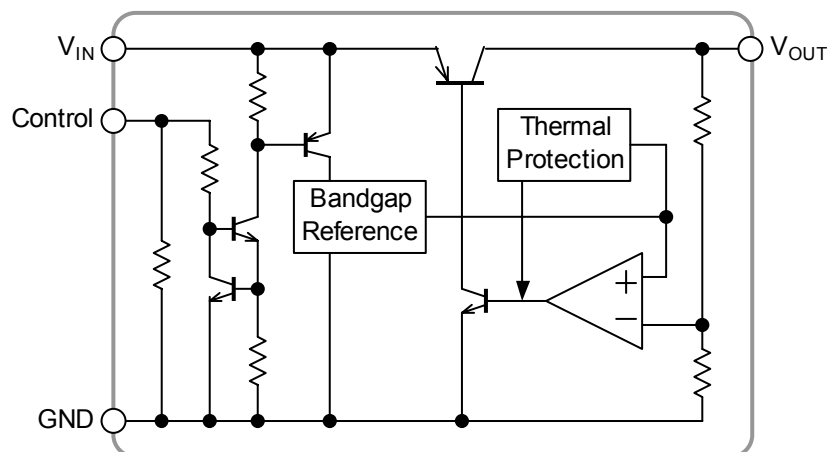 VIN
VOUT
Control
Thermal
Protection
Bandgap
Reference
+
−
GND